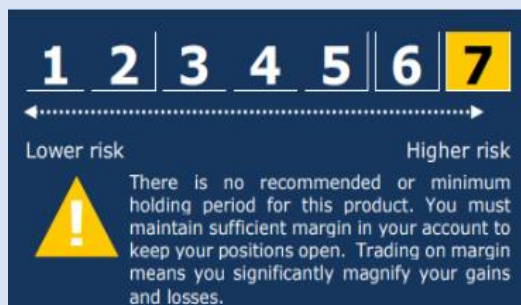 1 2 3 4 5 6 7
Lower risk Higher risk
!
There is no recommended or minimum
holding period for this product. You must
maintain sufficient margin in your account to
keep your positions open. Trading on margin
means you significantly magnify your gains
and losses.